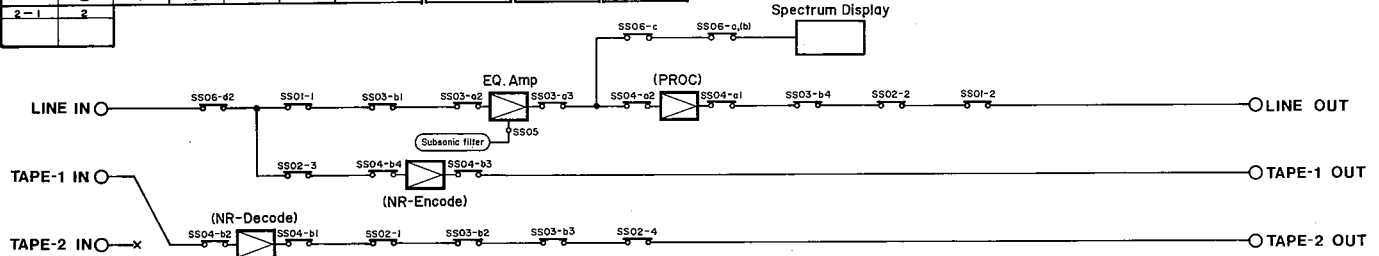 2-1 2
Spectrum Display
SS06-c SS06-a,(b)
EQ. Amp (PROC)
LINE IN SS06-d2 SS01-1 SS03-b1 SS03-a2 SS03-a3 SS04-a2 SS04-a1 SS03-b4 SS02-2 SS01-2 LINE OUT
SS05
Subsonic filter
TAPE-1 IN SS02-3 SS04-b4 SS04-b3 TAPE-1 OUT
(NR-Encode)
(NR-Decode)
TAPE-2 IN SS04-b2 SS04-b1 SS02-1 SS03-b2 SS03-b3 SS02-4 TAPE-2 OUT